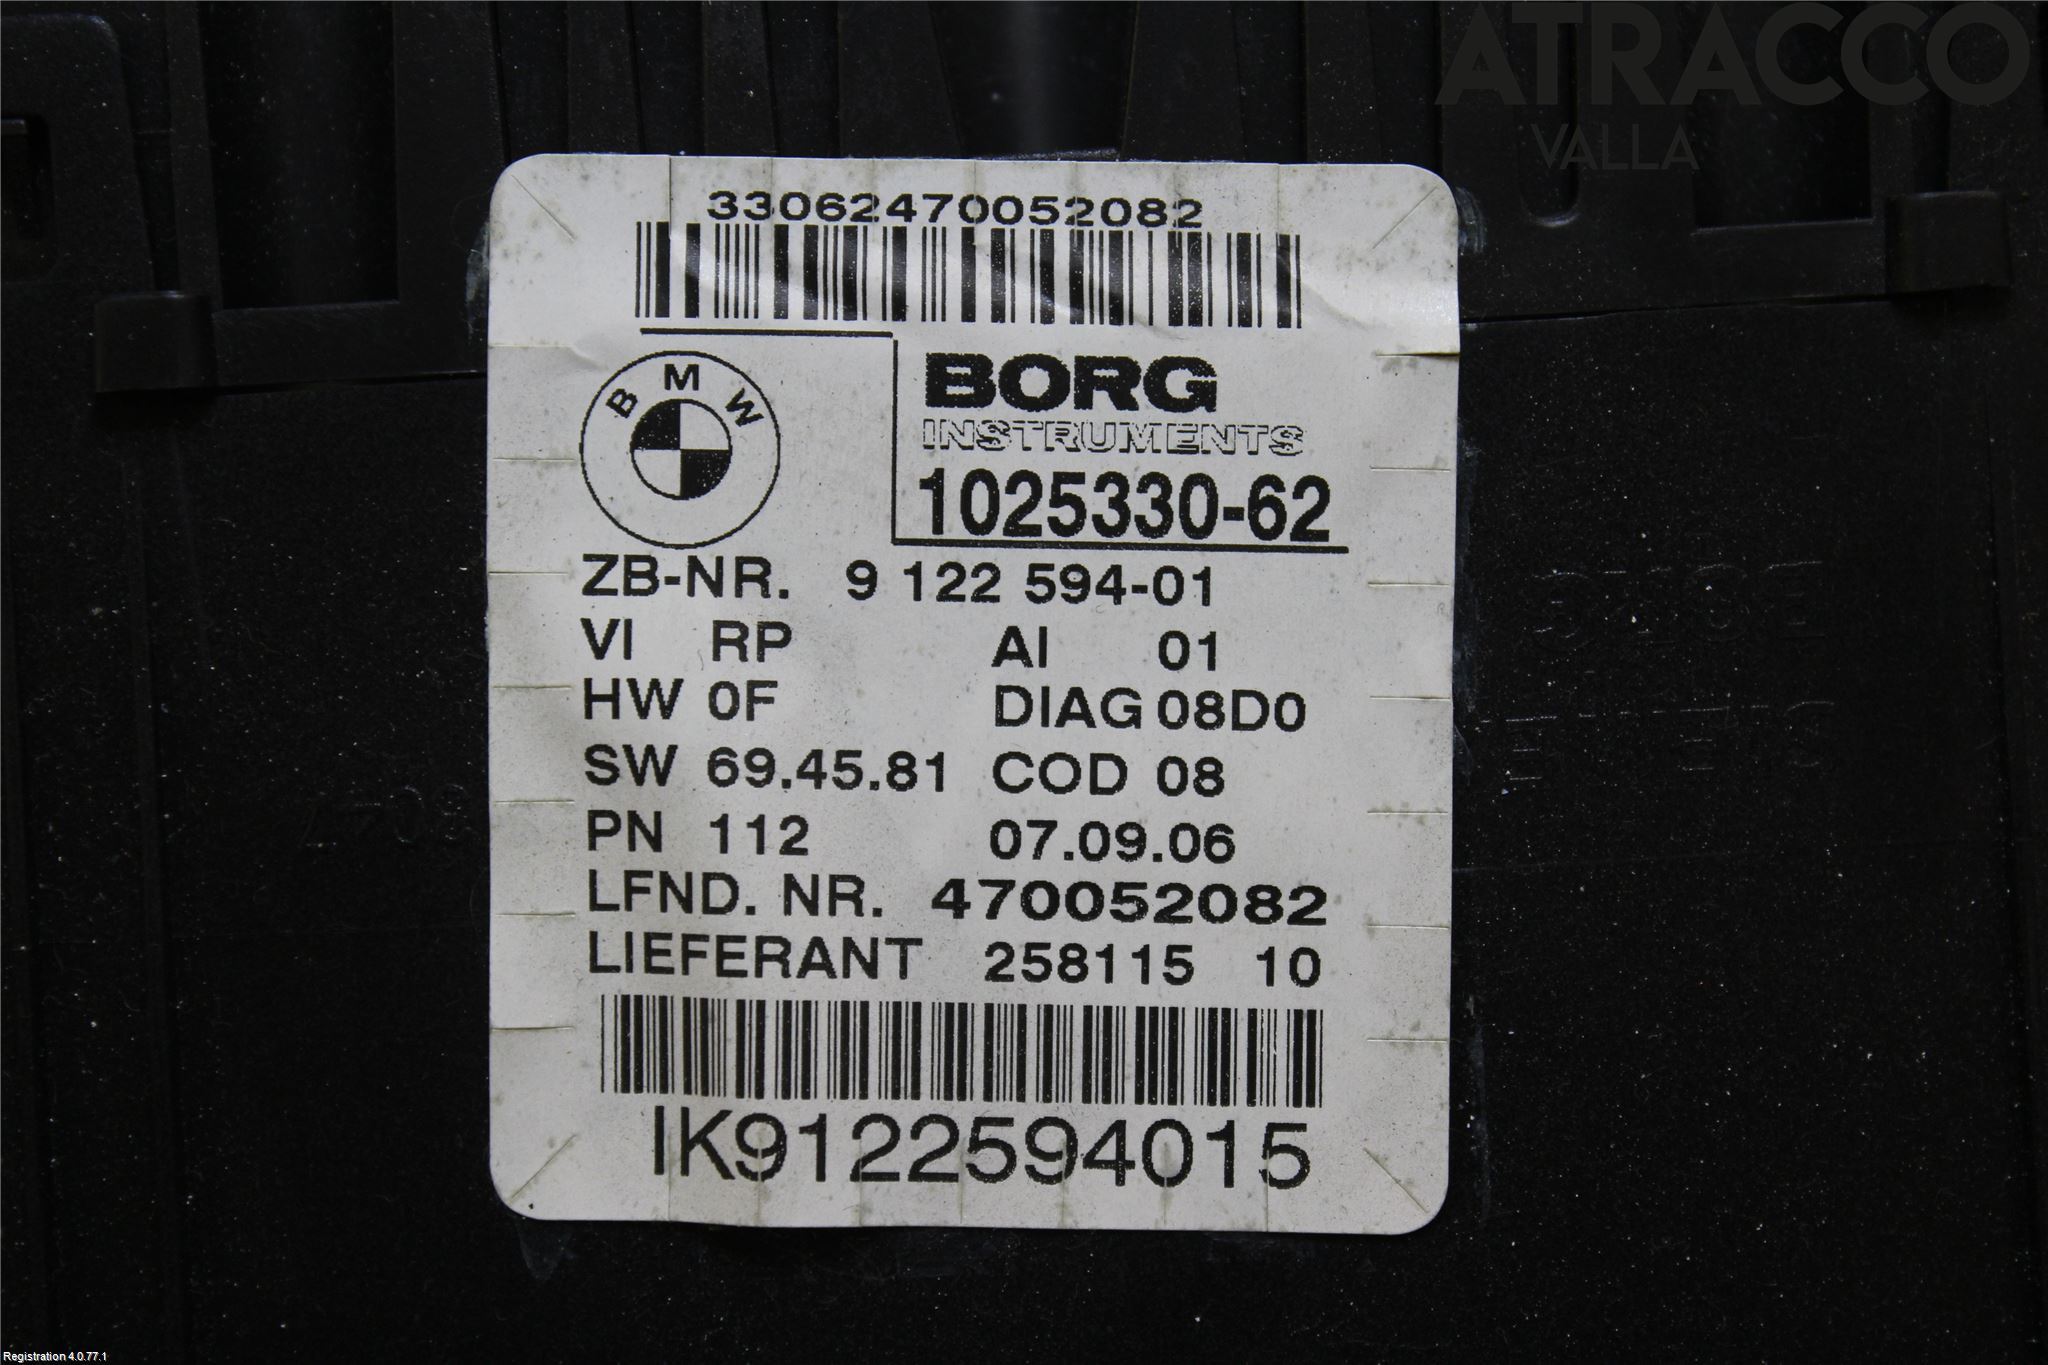 ATRACCO
VALLA
33062470052082
BMW
BORG
INSTRUMENTS
1025330-62
ZB-NR. 9 122 594-01
VI RP AI 01
HW 0F DIAG 08D0
SW 69.45.81 COD 08
PN 112 07.09.06
LFND. NR. 470052082
LIEFERANT 258115 10
IK9122594015
Registration 4.0.77.1